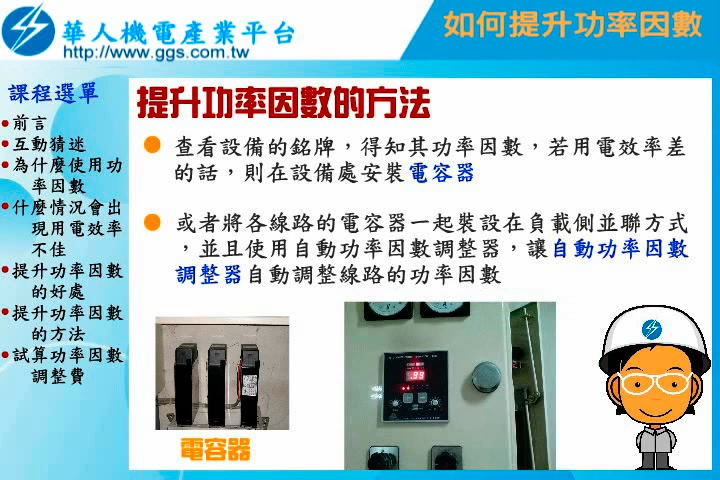 華人機電產業平台
http://www.ggs.com.tw
如何提升功率因數
課程選單
•前言
•互動猜迷
•為什麼使用功
率因數
•什麼情況會出
現用電效率
不佳
•提升功率因數
的好處
•提升功率因數
的方法
•試算功率因數
調整費
提升功率因數的方法
查看設備的銘牌，得知其功率因數，若用電效率差
的話，則在設備處安裝電容器
或者將各線路的電容器一起裝設在負載側並聯方式
，並且使用自動功率因數調整器，讓自動功率因數
調整器自動調整線路的功率因數
A
V
.99
電容器